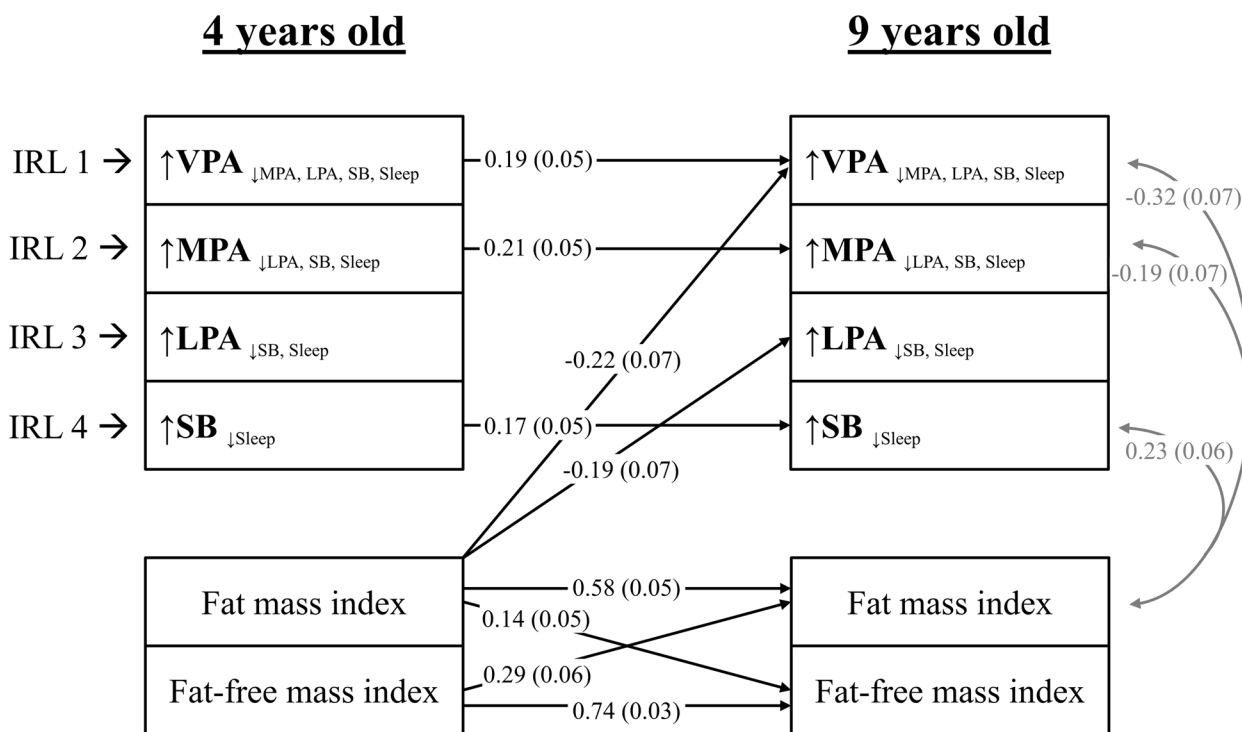 4 years old
9 years old
IRL 1 → ↑VPA ↓MPA, LPA, SB, Sleep 0.19 (0.05) ↑VPA ↓MPA, LPA, SB, Sleep
-0.32 (0.07)
IRL 2 → ↑MPA ↓LPA, SB, Sleep 0.21 (0.05) ↑MPA ↓LPA, SB, Sleep
-0.19 (0.07)
IRL 3 → ↑LPA ↓SB, Sleep ↑LPA ↓SB, Sleep
-0.22 (0.07)
IRL 4 → ↑SB ↓Sleep 0.17 (0.05) ↑SB ↓Sleep
0.23 (0.06)
-0.19 (0.07)
Fat mass index 0.58 (0.05) Fat mass index
0.14 (0.05)
0.29 (0.06)
Fat-free mass index Fat-free mass index
0.74 (0.03)